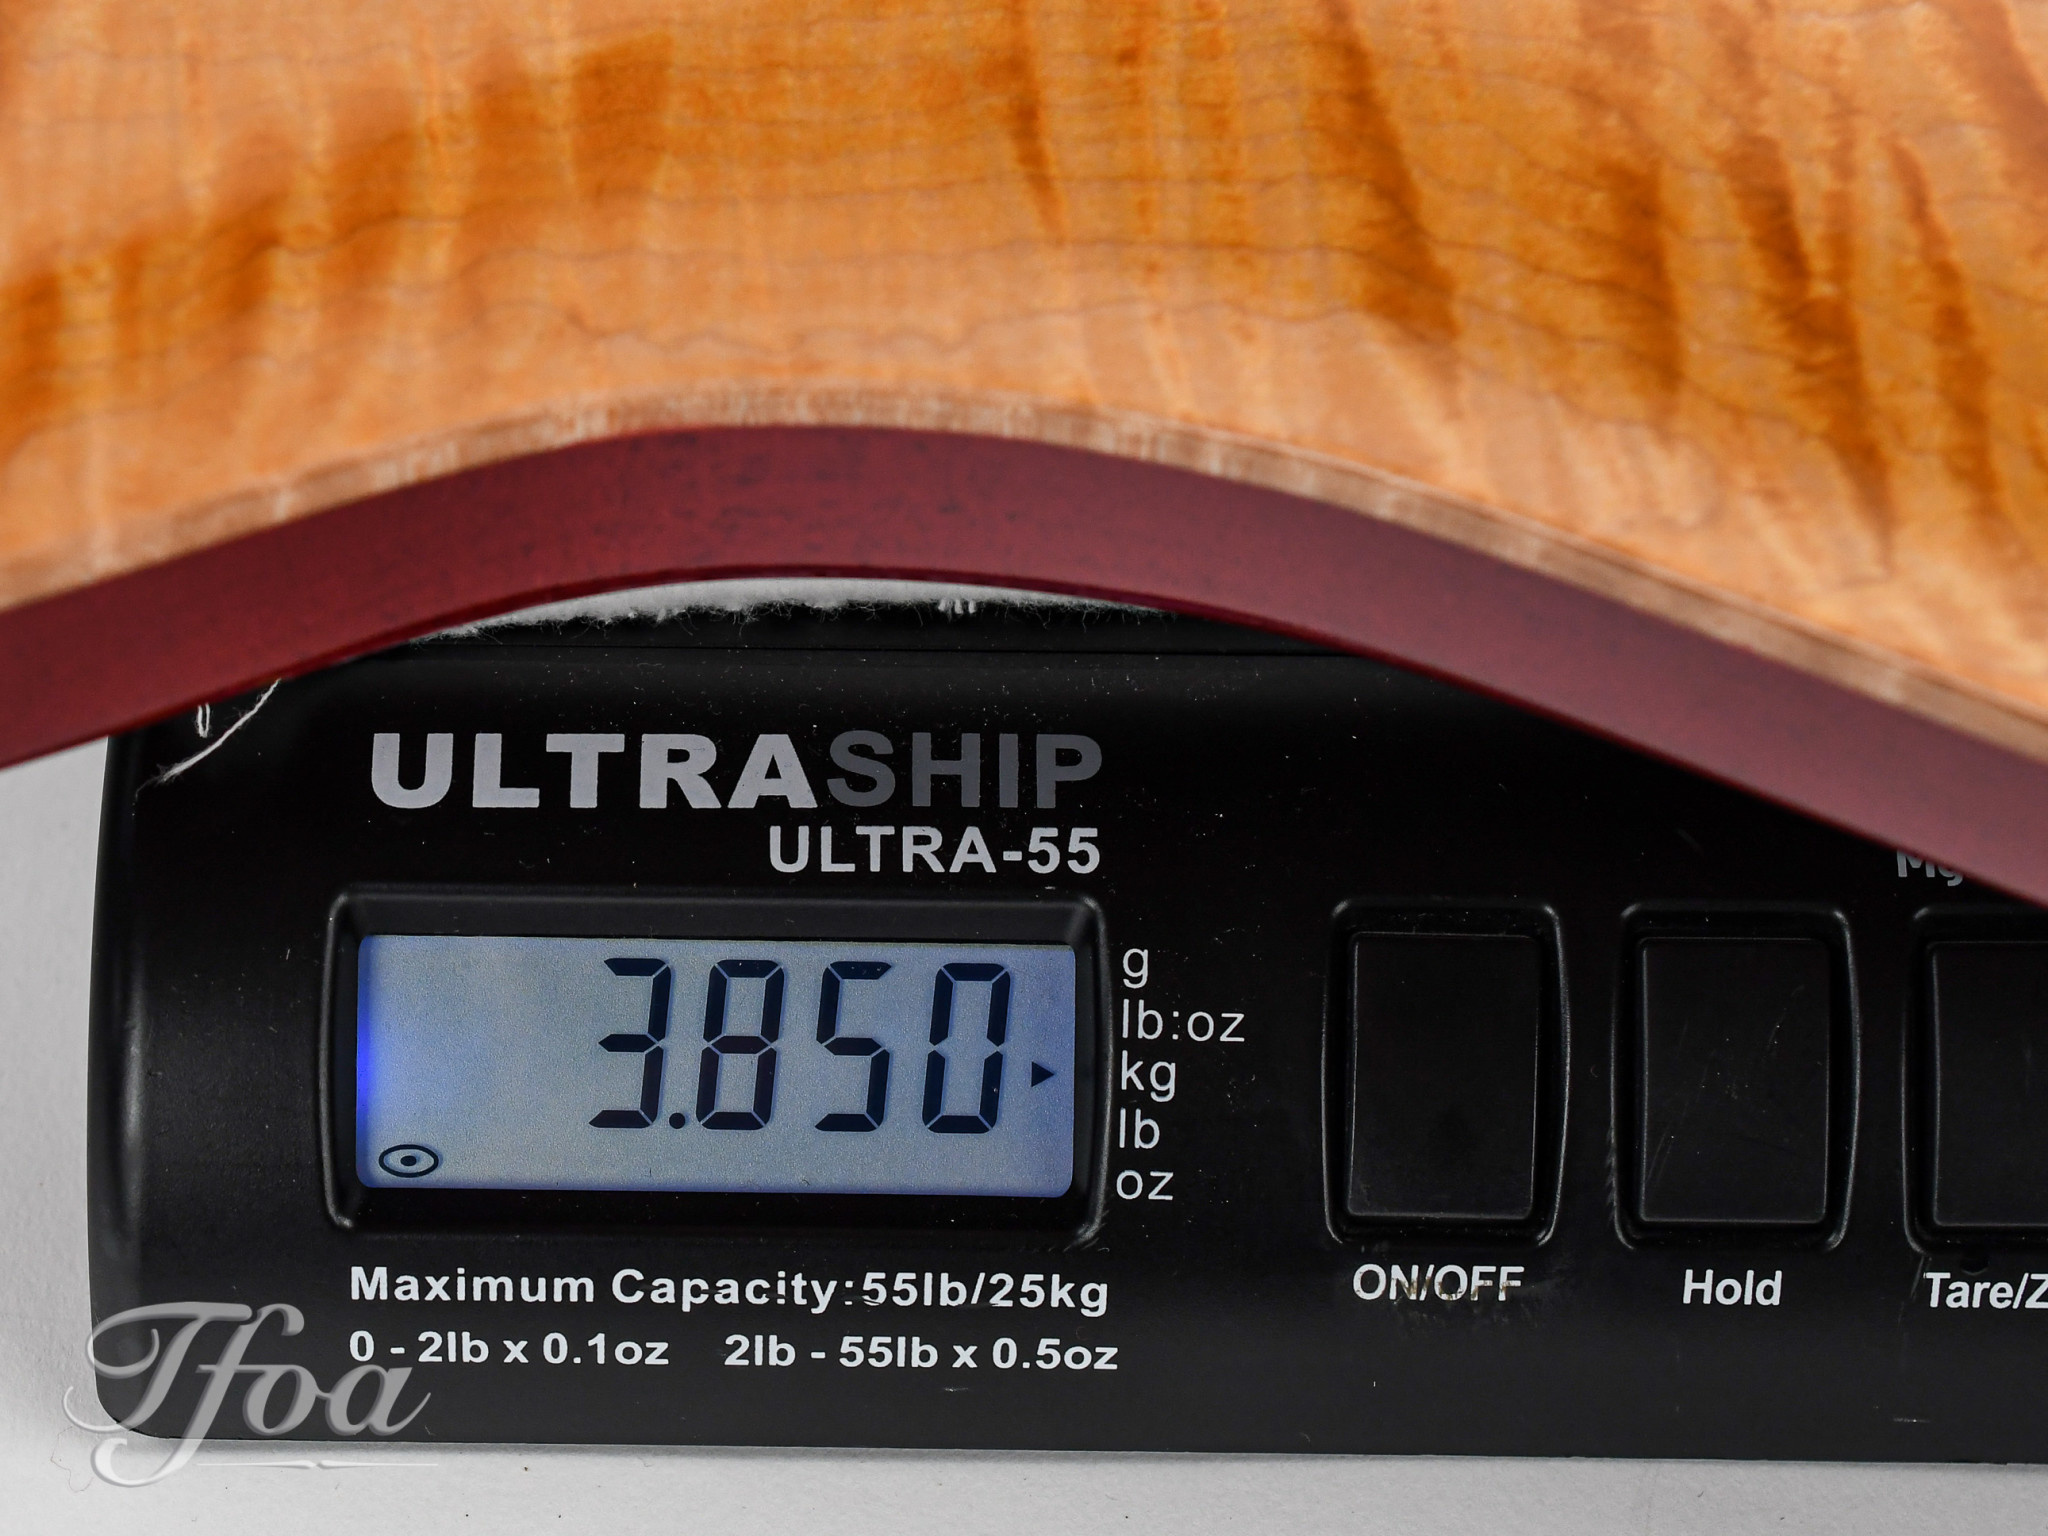 ULTRASHIP
ULTRA-55
3.850
g
lb:oz
kg
lb
oz
ON/OFF
Hold
Maximum Capacity:55lb/25kg
0 - 2lb x 0.1oz 2lb - 55lb x 0.5oz
Tfoa